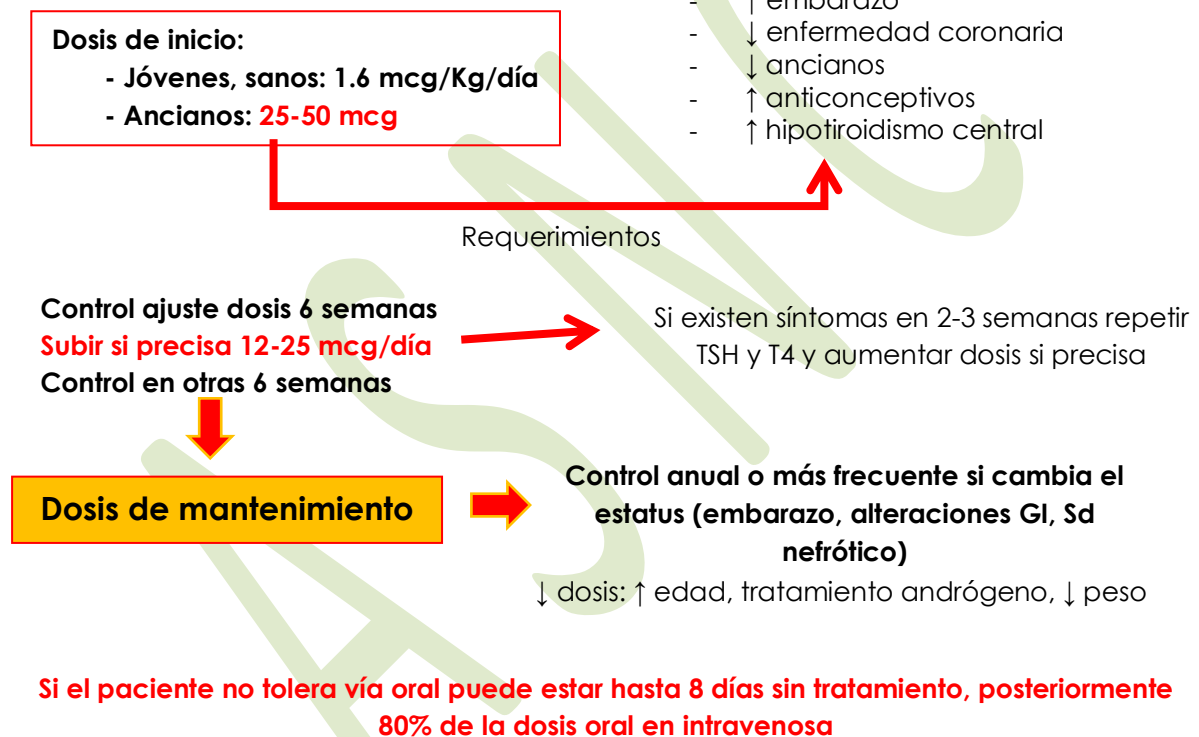 - ↑ embarazo
- ↓ enfermedad coronaria
- ↓ ancianos
- ↑ anticonceptivos
- ↑ hipotiroidismo central
Dosis de inicio:
- Jóvenes, sanos: 1.6 mcg/Kg/día
- Ancianos: 25-50 mcg
Requerimientos
Control ajuste dosis 6 semanas
Subir si precisa 12-25 mcg/día
Control en otras 6 semanas
Si existen síntomas en 2-3 semanas repetir
TSH y T4 y aumentar dosis si precisa
Dosis de mantenimiento
Control anual o más frecuente si cambia el
estatus (embarazo, alteraciones GI, Sd
nefrótico)
↓ dosis: ↑ edad, tratamiento andrógeno, ↓ peso
Si el paciente no tolera vía oral puede estar hasta 8 días sin tratamiento, posteriormente
80% de la dosis oral en intravenosa